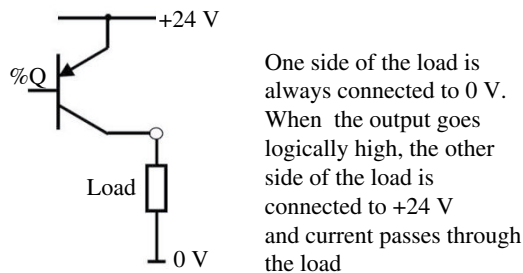 +24 V
%Q
Load
0 V
One side of the load is
always connected to 0 V.
When the output goes
logically high, the other
side of the load is
connected to +24 V
and current passes through
the load